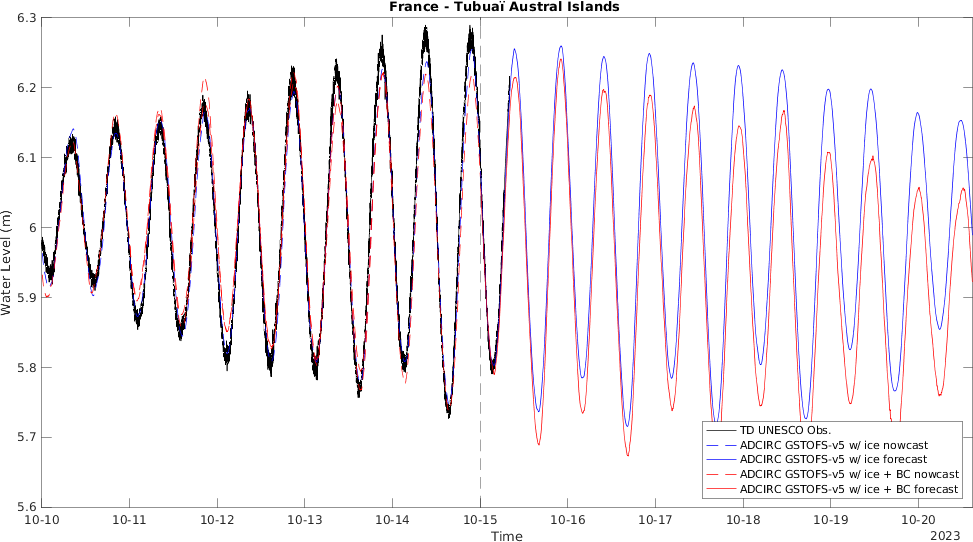 France - Tubuaï Austral Islands
6.3
6.2
6.1
6
5.9
5.8
5.7
5.6
Water Level (m)
TD UNESCO Obs.
ADCIRC GSTOFS-v5 w/ ice nowcast
ADCIRC GSTOFS-v5 w/ ice forecast
ADCIRC GSTOFS-v5 w/ ice + BC nowcast
ADCIRC GSTOFS-v5 w/ ice + BC forecast
10-10 10-11 10-12 10-13 10-14 10-15 10-16 10-17 10-18 10-19 10-20
Time
2023